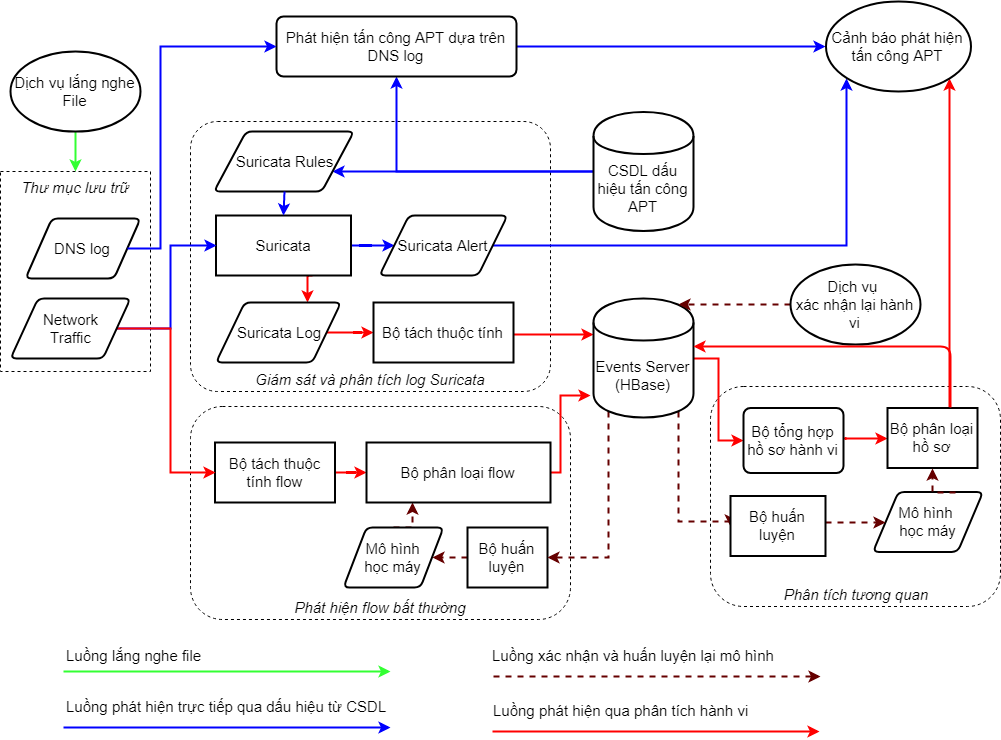 Phát hiện tấn công APT dựa trên
DNS log
Cảnh báo phát hiện
tấn công APT
Dịch vụ lắng nghe
File
Thư mục lưu trữ
DNS log
Network
Traffic
Suricata Rules
Suricata
Suricata Alert
Suricata Log
Bộ tách thuộc tính
Giám sát và phân tích log Suricata
CSDL dấu
hiệu tấn công
APT
Dịch vụ
xác nhận lại hành
vi
Events Server
(HBase)
Bộ tách thuộc
tính flow
Bộ phân loại flow
Mô hình
học máy
Bộ huấn
luyện
Phát hiện flow bất thường
Bộ tổng hợp
hồ sơ hành vi
Bộ phân loại
hồ sơ
Bộ huấn
luyện
Mô hình
học máy
Phân tích tương quan
Luồng lắng nghe file
Luồng xác nhận và huấn luyện lại mô hình
Luồng phát hiện trực tiếp qua dấu hiệu từ CSDL
Luồng phát hiện qua phân tích hành vi